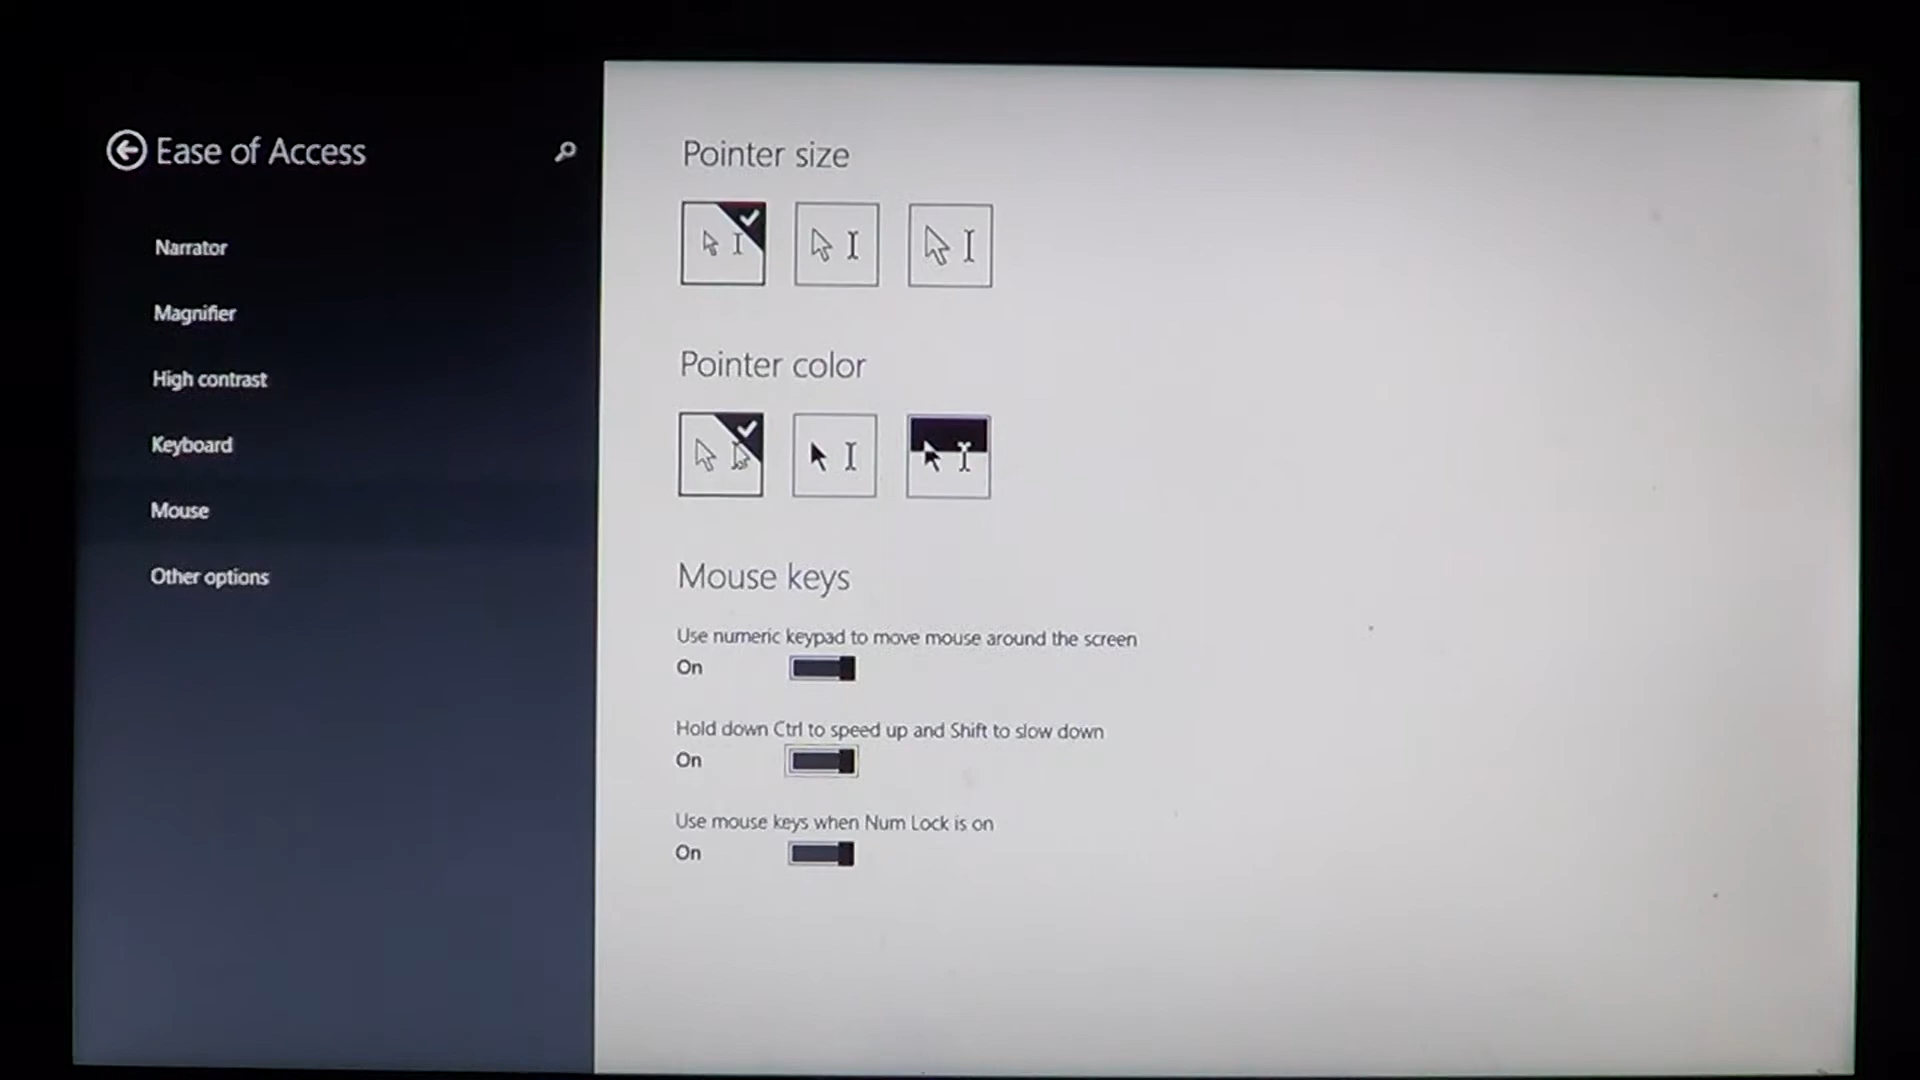 Ease of Access
Narrator
Magnifier
High contrast
Keyboard
Mouse
Other options
Pointer size
Pointer color
Mouse keys
Use numeric keypad to move mouse around the screen
On
Hold down Ctrl to speed up and Shift to slow down
On
Use mouse keys when Num Lock is on
On